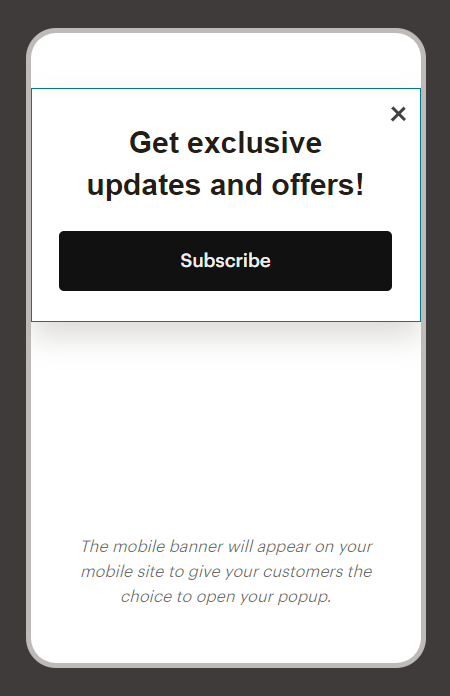 Get exclusive
updates and offers!
Subscribe
The mobile banner will appear on your
mobile site to give your customers the
choice to open your popup.